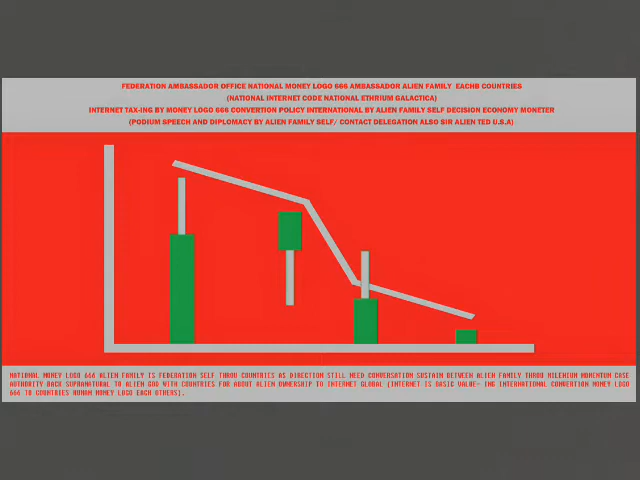 FEDERATION AMBASSADOR OFFICE NATIONAL MONEY LOGO 666 AMBASSADOR ALIEN FAMILY EACHB COUNTRIES
(NATIONAL INTERNET CODE NATIONAL ETHRIUM GALACTICA)
INTERNET TAX-ING BY MONEY LOGO 666 CONVERTION POLICY INTERNATIONAL BY ALIEN FAMILY SELF DECISION ECONOMY MONETER
(PODIUM SPEECH AND DIPLOMACY BY ALIEN FAMILY SELF/ CONTACT DELEGATION ALSO SIR ALIEN TED U.S.A)
NATIONAL MONEY LOGO 666 ALIEN FAMILY IS FEDERATION SELF THROU COUNTRIES AS DIRECTION STILL NEED CONVERSATION SUSTAIN BETWEEN ALIEN FAMILY THROU MILENIUM MOMENTUM CASE
AUTHORITY BACK SUPRANATURAL TO ALIEN GOD WITH COUNTRIES FOR ABOUT ALIEN OWNERSHIP TO INTERNET GLOBAL (INTERNET IS BASIC VALUE- ING INTERNATIONAL CONVERTION MONEY LOGO
666 TO COUNTRIES HUMAN MONEY LOGO EACH OTHERS).